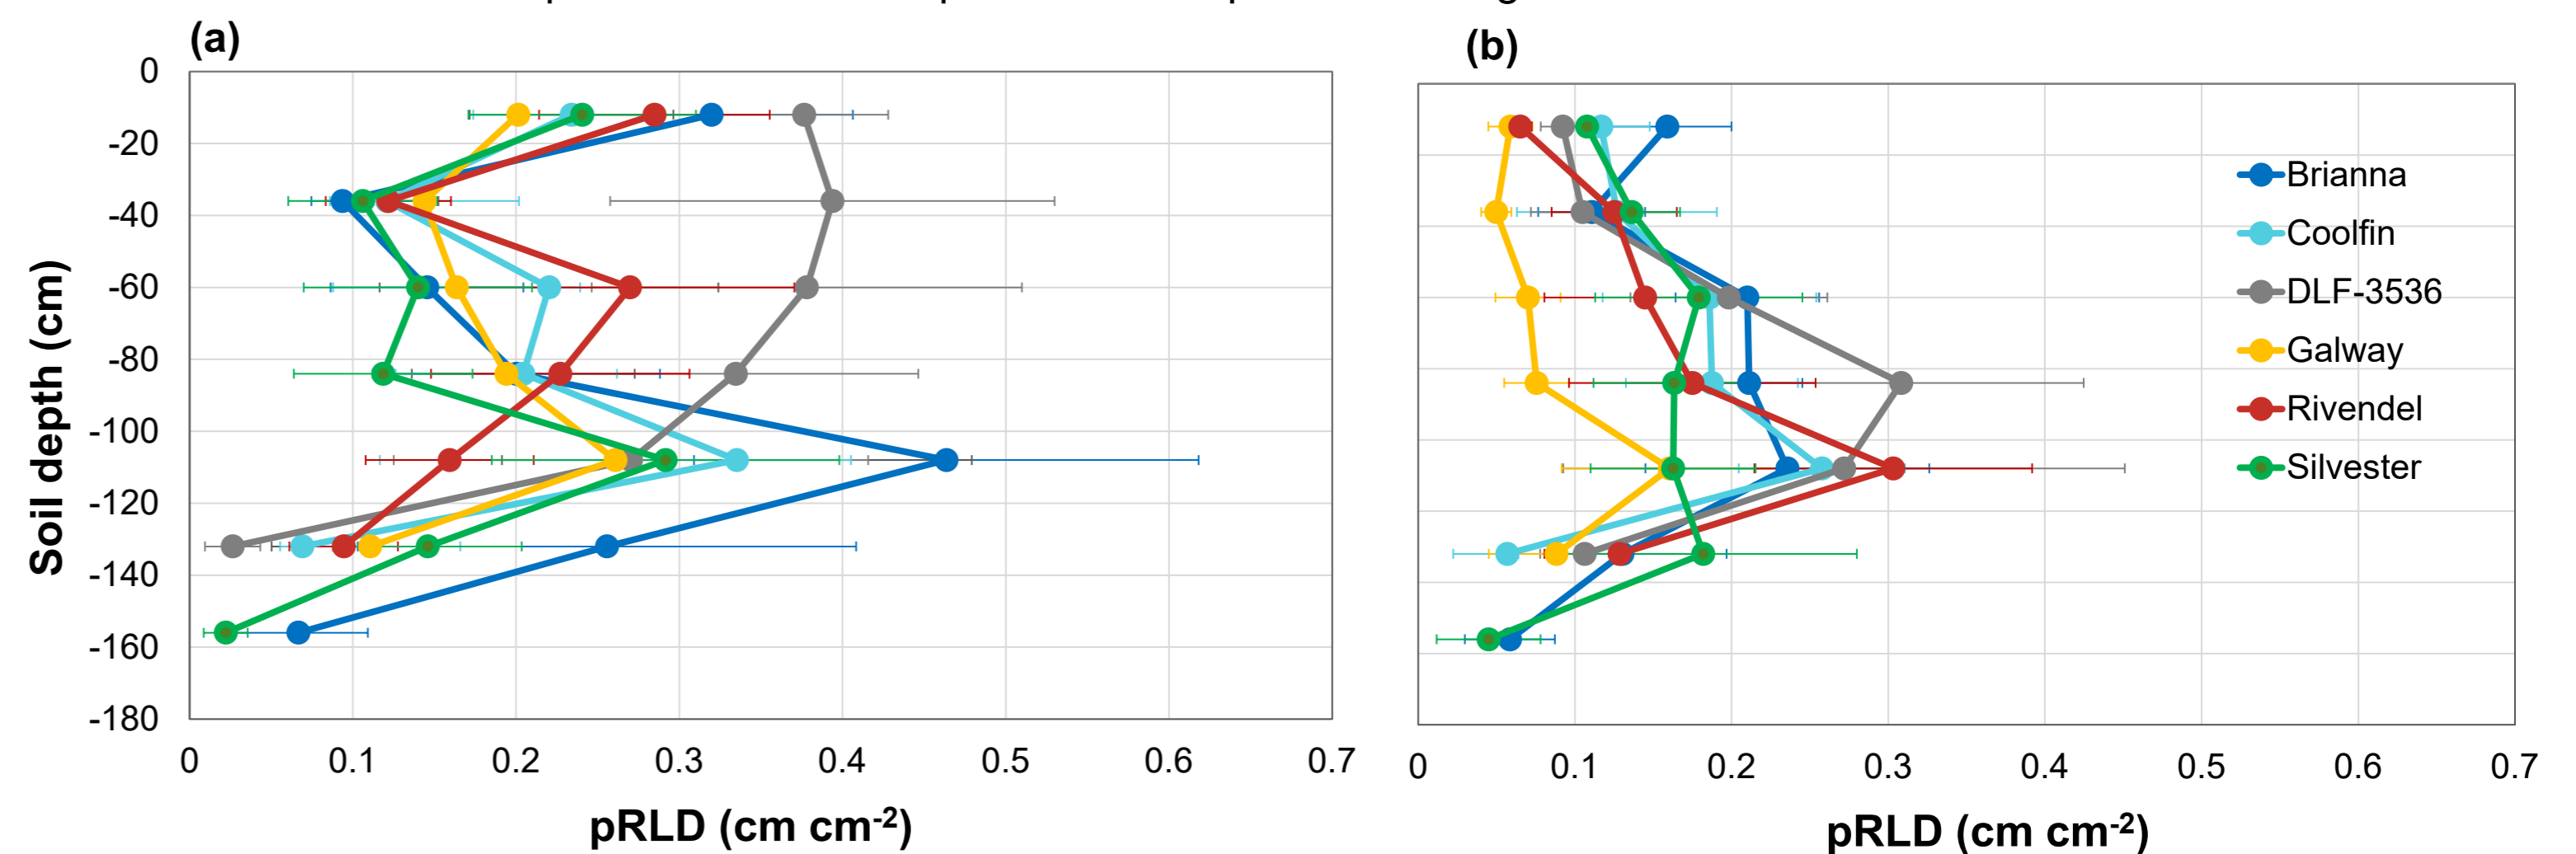 (a)
(b)
0
-20
-40
-60
-80
-100
-120
-140
-160
-180
Soil depth (cm)
0 0.1 0.2 0.3 0.4 0.5 0.6 0.7
pRLD (cm cm-2)
Brianna
Coolfin
DLF-3536
Galway
Rivendel
Silvester
0 0.1 0.2 0.3 0.4 0.5 0.6 0.7
pRLD (cm cm-2)